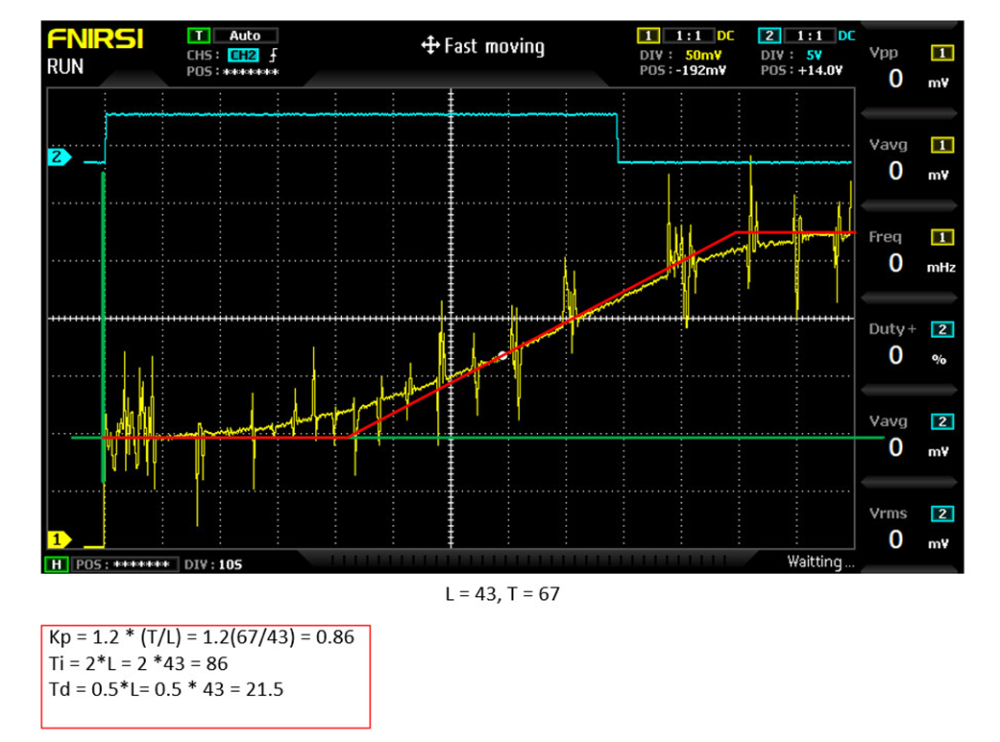 FNIRSI
RUN
T Auto
CHS: CH2
POS:*******
Fast moving
1 1:1 DC
DIV: 50mV
POS:-192mV
2 1:1 DC
DIV: 5V
POS:+14.0V
Vpp 1
0 mV
Vavg 1
0 mV
Freq 1
0 mHz
Duty+ 2
0 %
Vavg 2
0 mV
Vrms 2
0 mV
2
1
H POS:******* DIV:10S
Waitting...
L = 43, T = 67
Kp = 1.2 * (T/L) = 1.2(67/43) = 0.86
Ti = 2*L = 2 *43 = 86
Td = 0.5*L= 0.5 * 43 = 21.5